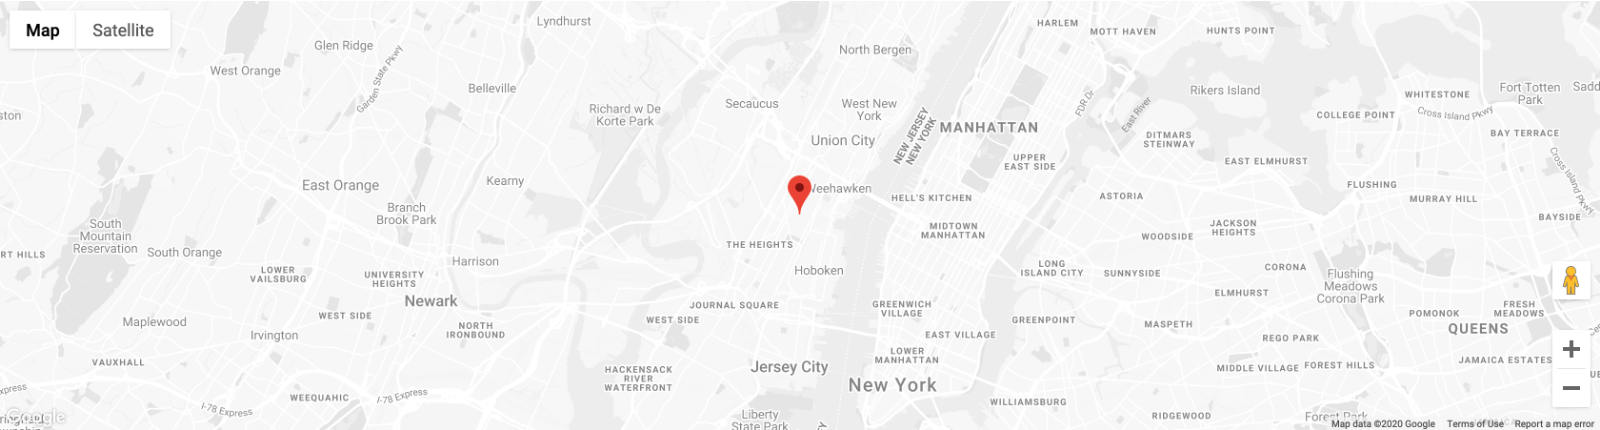 Map
Satellite
Lyndhurst
HARLEM
MOTT HAVEN
HUNTS POINT
Glen Ridge
North Bergen
West Orange
Garden State Pkwy
Belleville
Richard w De
Korte Park
Secaucus
West New
York
FDR Dr
East River
Rikers Island
WHITESTONE
Fort Totten
Park
Cross Island Pkwy
COLLEGE POINT
BAY TERRACE
Union City
NEW JERSEY
NEW YORK
MANHATTAN
DITMARS
STEINWAY
UPPER
EAST SIDE
EAST ELMHURST
Cross Island Pkwy
East Orange
Kearny
HELL'S KITCHEN
ASTORIA
FLUSHING
MURRAY HILL
Branch
Brook Park
BAYSIDE
South
Mountain
Reservation
MIDTOWN
MANHATTAN
WOODSIDE
JACKSON
HEIGHTS
THE HEIGHTS
RT HILLS
South Orange
Harrison
Hoboken
LONG
ISLAND CITY
SUNNYSIDE
CORONA
LOWER
VAILSBURG
UNIVERSITY
HEIGHTS
Flushing
Meadows
Corona Park
Newark
JOURNAL SQUARE
GREENWICH
VILLAGE
ELMHURST
FRESH
MEADOWS
POMONOK
Maplewood
WEST SIDE
WEST SIDE
NORTH
IRONBOUND
GREENPOINT
MASPETH
QUEENS
Irvington
EAST VILLAGE
REGO PARK
LOWER
MANHATTAN
VAUXHALL
HACKENSACK
RIVER
WATERFRONT
Jersey City
MIDDLE VILLAGE
FOREST HILLS
JAMAICA ESTATES
New York
WEEQUAHIC
I-78 Express
I-78 Express
WILLIAMSBURG
Liberty
State Park
RIDGEWOOD
Forest Park
Google
Map data ©2020 Google
Terms of Use
Report a map error